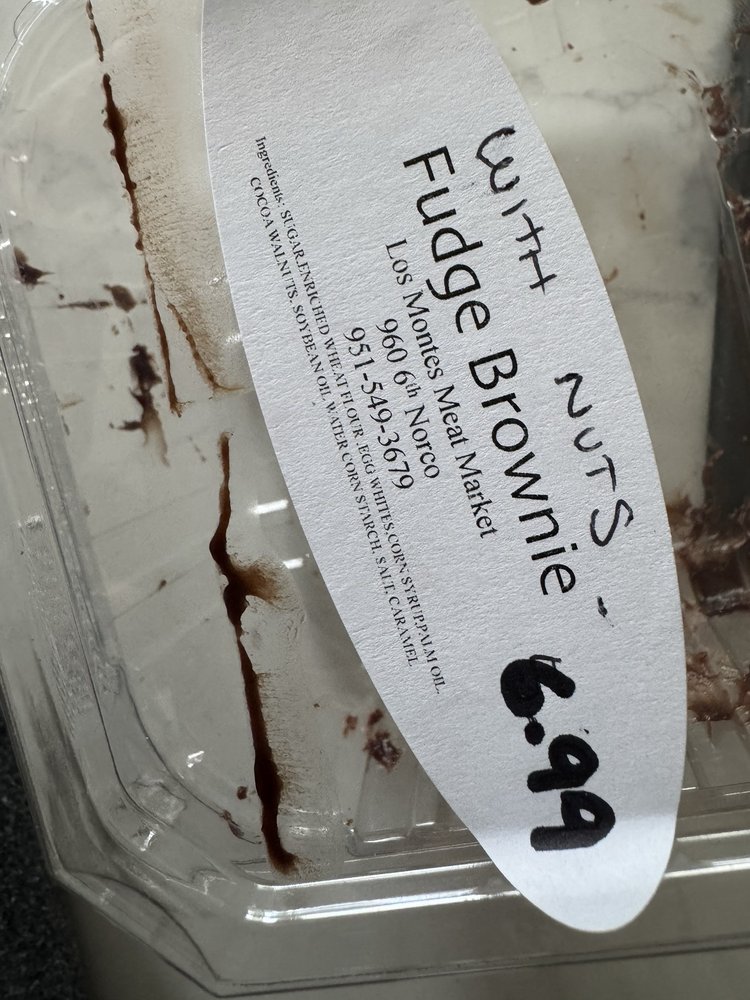 WITH NUTS -
Fudge Brownie
6.99
Los Montes Meat Market
960 6th Norco
951-549-3679
Ingredients: SUGAR,ENRICHED WHEAT FLOUR ,EGG WHITES,CORN SYRUP,PALM OIL,
COCOA WALNUTS, SOYBEAN OIL, WATER CORN STARCH, SALT, CARAMEL